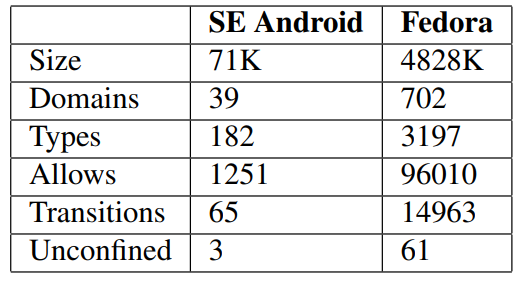 SE Android Fedora
Size 71K 4828K
Domains 39 702
Types 182 3197
Allows 1251 96010
Transitions 65 14963
Unconfined 3 61